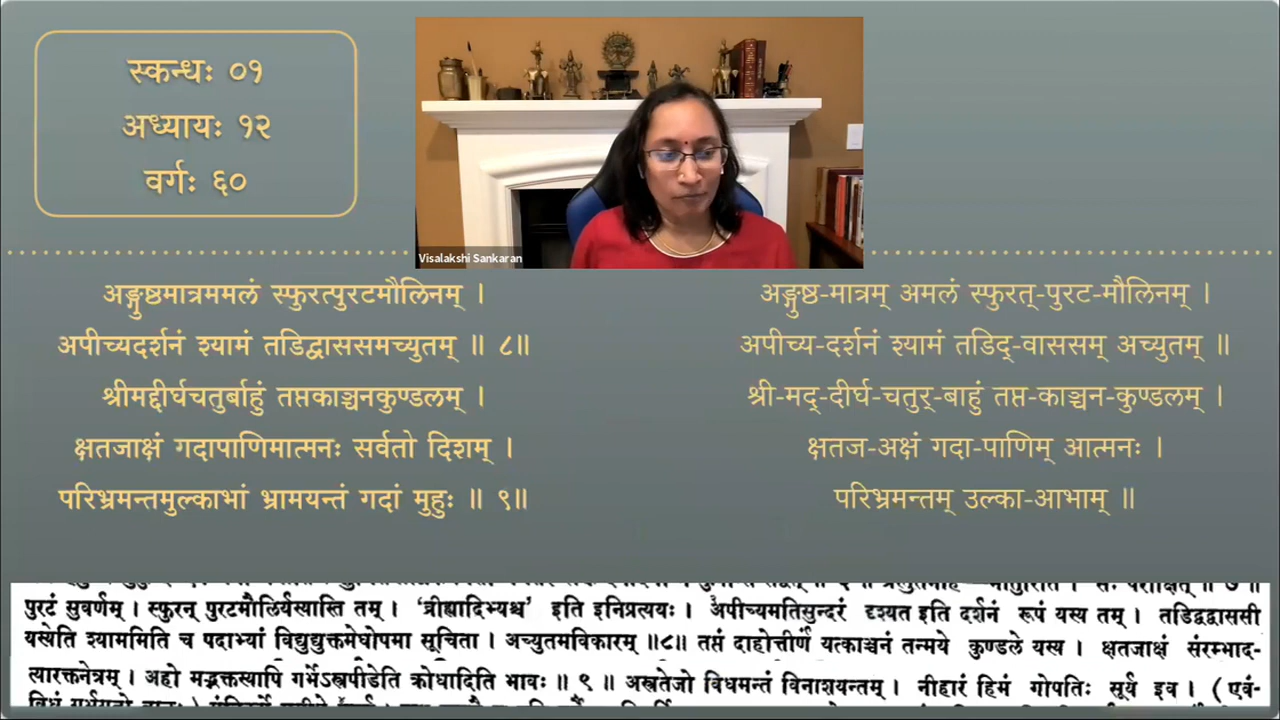 स्कन्धः ०१
अध्यायः १२
वर्गः ६०
Visalakshi Sankaran
अङ्गुष्ठमात्रममलं स्फुरत्पुरटमौलिनम् ।
अपीच्यदर्शनं श्यामं तडिद्वाससमच्युतम् ॥ ८॥
श्रीमद्दीर्घचतुर्बाहुं तप्तकाञ्चनकुण्डलम् ।
क्षतजाक्षं गदापाणिमात्मनः सर्वतो दिशम् ।
परिभ्रमन्तमुल्काभां भ्रामयन्तं गदां मुहुः ॥ ९॥
अङ्गुष्ठ-मात्रम् अमलं स्फुरत्-पुरट-मौलिनम् ।
अपीच्य-दर्शनं श्यामं तडिद्-वाससम् अच्युतम् ॥
श्री-मद्-दीर्घ-चतुर्-बाहुं तप्त-काञ्चन-कुण्डलम् ।
क्षतज-अक्षं गदा-पाणिम् आत्मनः ।
परिभ्रमन्तम् उल्का-आभाम् ॥
पुरटं सुवर्णम् । स्फुरन् पुरटमौलिर्यस्यास्ति तम् । ‘व्रीह्यादिभ्यश्च’ इति इनिप्रत्ययः । अपीच्यमतिसुन्दरं दृश्यत इति दर्शनं रूपं यस्य तम् । तडिद्वद्वाससी
यस्येति श्याममिति च पदाभ्यां विद्युद्युक्तमेघोपमा सूचिता । अच्युतमविकारम् ॥८॥ तप्तं दाहोत्तीर्णं यत्काञ्चनं तन्मये कुण्डले यस्य । क्षतजाक्षं संरम्भाद-
त्यारक्तनेत्रम् । अहो मद्भक्तस्यापि गर्भेऽस्त्रपीडेति क्रोधादिति भावः ॥ ९ ॥ अस्त्रतेजो विधमन्तं विनाशयन्तम् । नीहारं हिमं गोपतिः सूर्य इव । ( एवं-